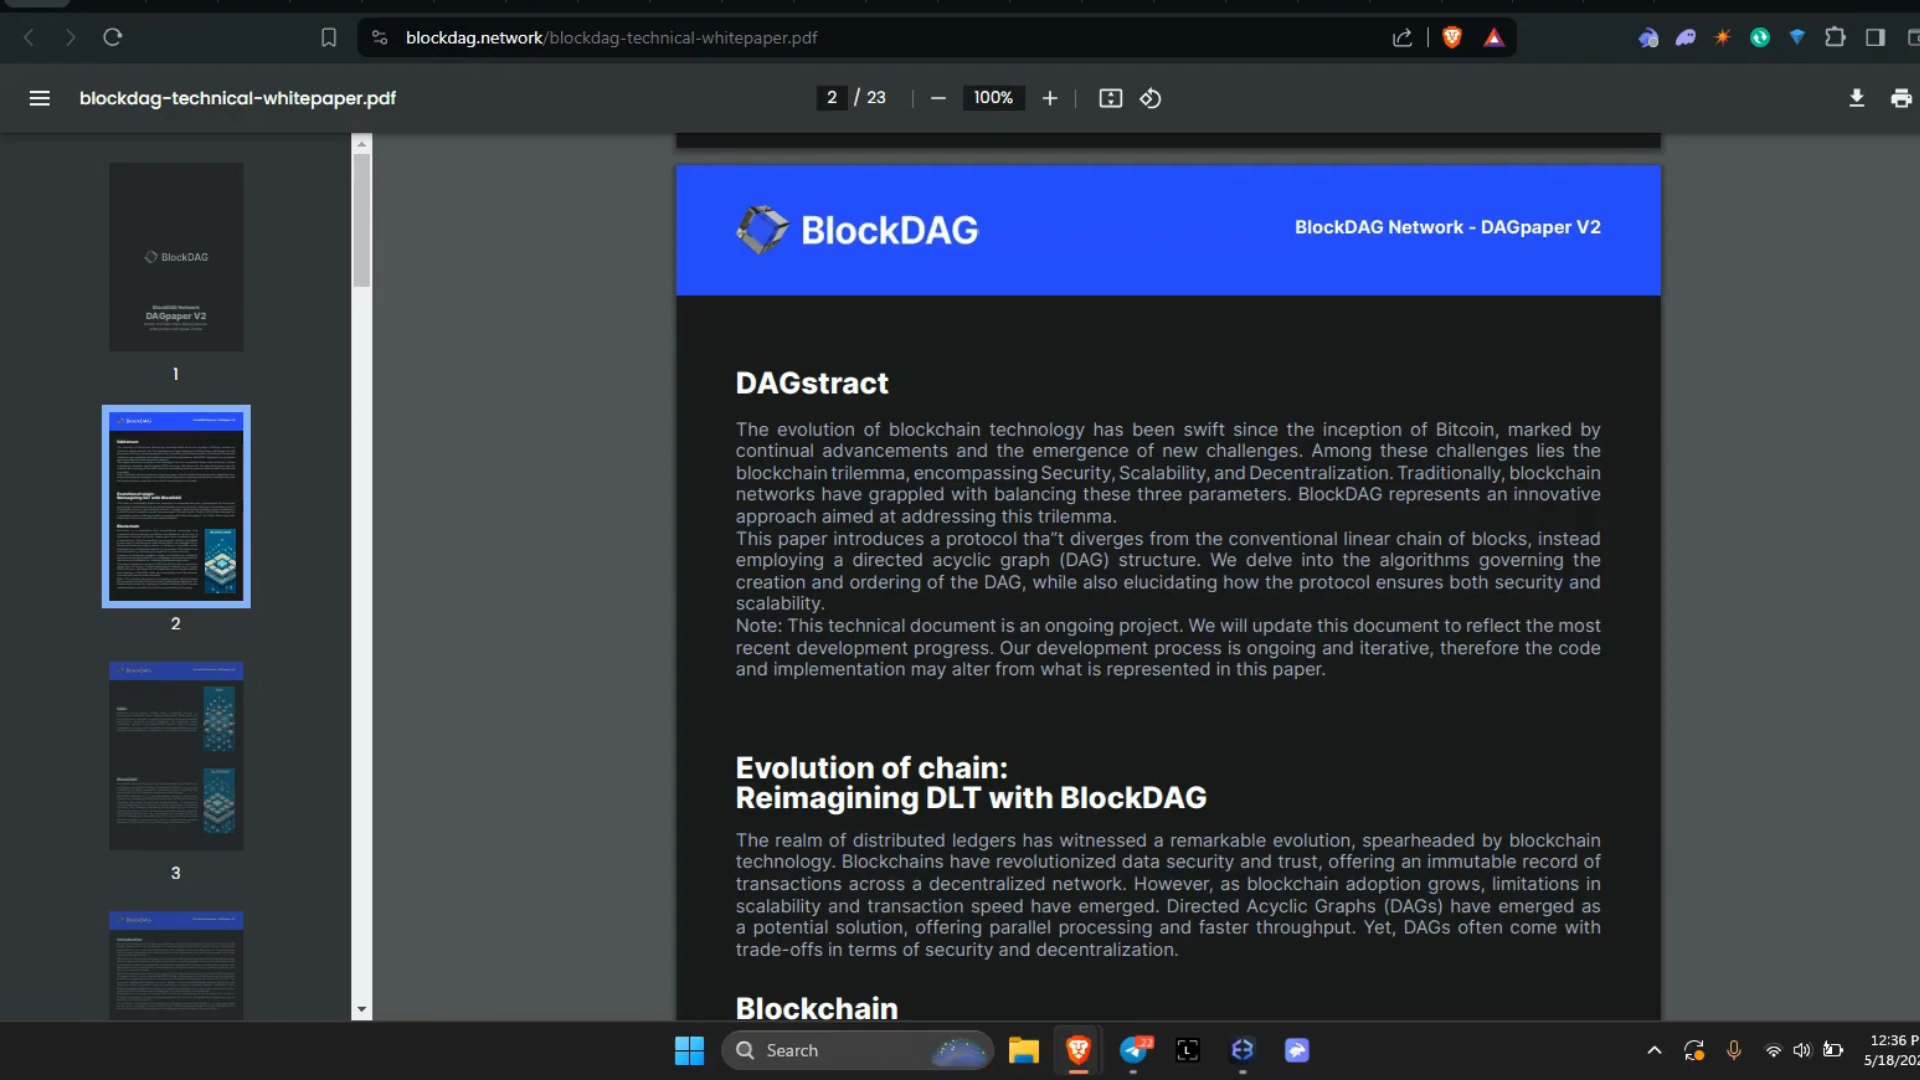 blockdag.network/blockdag-technical-whitepaper.pdf
blockdag-technical-whitepaper.pdf
2 / 23
100%
BlockDAG
BlockDAG Network
DAGpaper V2
1
2
3
BlockDAG
BlockDAG Network - DAGpaper V2
DAGstract
The evolution of blockchain technology has been swift since the inception of Bitcoin, marked by
continual advancements and the emergence of new challenges. Among these challenges lies the
blockchain trilemma, encompassing Security, Scalability, and Decentralization. Traditionally, blockchain
networks have grappled with balancing these three parameters. BlockDAG represents an innovative
approach aimed at addressing this trilemma.
This paper introduces a protocol tha”t diverges from the conventional linear chain of blocks, instead
employing a directed acyclic graph (DAG) structure. We delve into the algorithms governing the
creation and ordering of the DAG, while also elucidating how the protocol ensures both security and
scalability.
Note: This technical document is an ongoing project. We will update this document to reflect the most
recent development progress. Our development process is ongoing and iterative, therefore the code
and implementation may alter from what is represented in this paper.
Evolution of chain:
Reimagining DLT with BlockDAG
The realm of distributed ledgers has witnessed a remarkable evolution, spearheaded by blockchain
technology. Blockchains have revolutionized data security and trust, offering an immutable record of
transactions across a decentralized network. However, as blockchain adoption grows, limitations in
scalability and transaction speed have emerged. Directed Acyclic Graphs (DAGs) have emerged as
a potential solution, offering parallel processing and faster throughput. Yet, DAGs often come with
trade-offs in terms of security and decentralization.
Blockchain
Search
23
12:36 P
5/18/202